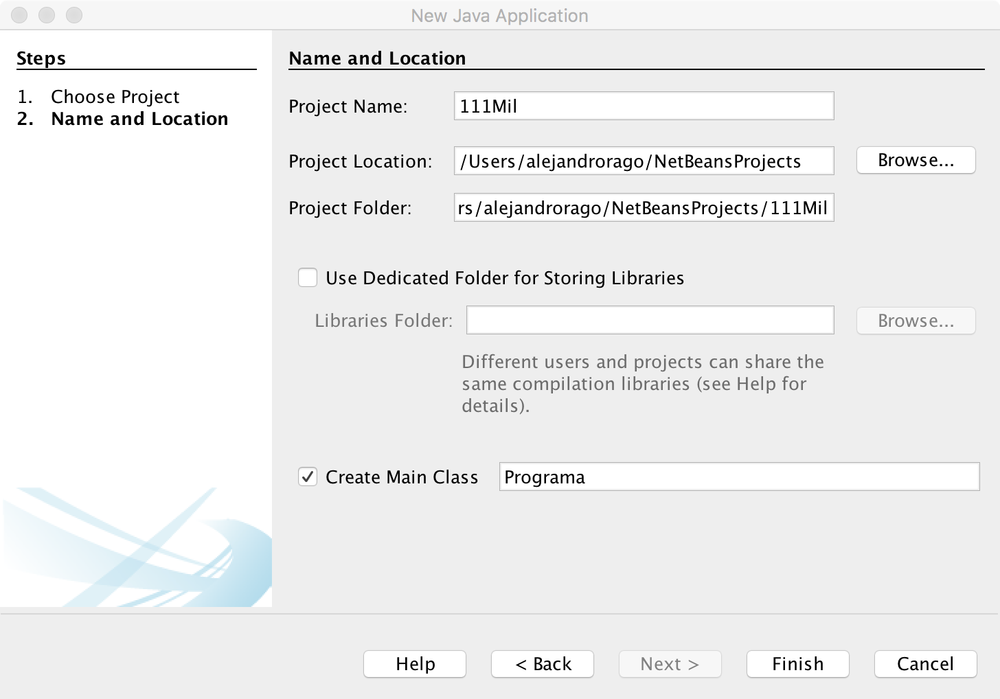 New Java Application
Steps
1. Choose Project
2. Name and Location
Name and Location
Project Name: 111Mil
Project Location: /Users/alejandrorago/NetBeansProjects Browse...
Project Folder: rs/alejandrorago/NetBeansProjects/111Mil
Use Dedicated Folder for Storing Libraries
Libraries Folder: Browse...
Different users and projects can share the
same compilation libraries (see Help for
details).
Create Main Class Programa
Help < Back Next > Finish Cancel